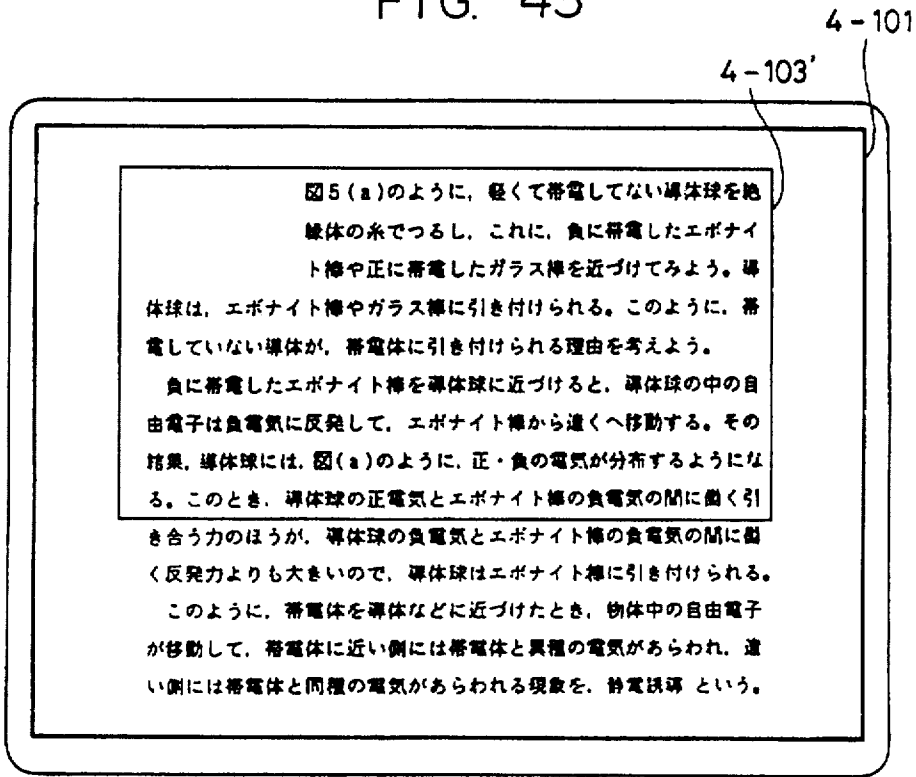 FIG. 45
4-101
4-103'
図5(a)のように，軽くて帯電してない導体球を絶
縁体の糸でつるし，これに，負に帯電したエボナイ
ト棒や正に帯電したガラス棒を近づけてみよう。導
体球は，エボナイト棒やガラス棒に引き付けられる。このように，帯
電していない導体が，帯電体に引き付けられる理由を考えよう。
負に帯電したエボナイト棒を導体球に近づけると，導体球の中の自
由電子は負電気に反発して，エボナイト棒から遠くへ移動する。その
結果，導体球には，図(a)のように，正・負の電気が分布するようにな
る。このとき，導体球の正電気とエボナイト棒の負電気の間に働く引
き合う力のほうが，導体球の負電気とエボナイト棒の負電気の間に働
く反発力よりも大きいので，導体球はエボナイト棒に引き付けられる。
このように，帯電体を導体などに近づけたとき，物体中の自由電子
が移動して，帯電体に近い側には帯電体と異種の電気があらわれ，遠
い側には帯電体と同種の電気があらわれる現象を，静電誘導 という。